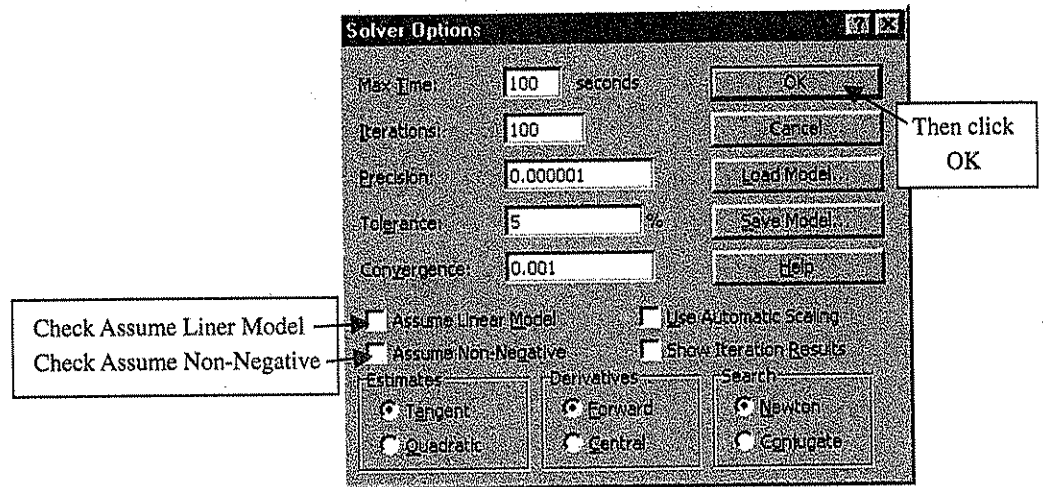 Solver Options
Max Time: 100 seconds
OK
Iterations: 100
Cancel
Then click
OK
Precision: 0.000001
Load Model...
Tolerance: 5 %
Save Model...
Convergence: 0.001
Help
Check Assume Liner Model
Assume Linear Model
Use Automatic Scaling
Check Assume Non-Negative
Assume Non-Negative
Show Iteration Results
Estimates
Derivatives
Search
Tangent
Forward
Newton
Quadratic
Central
Conjugate